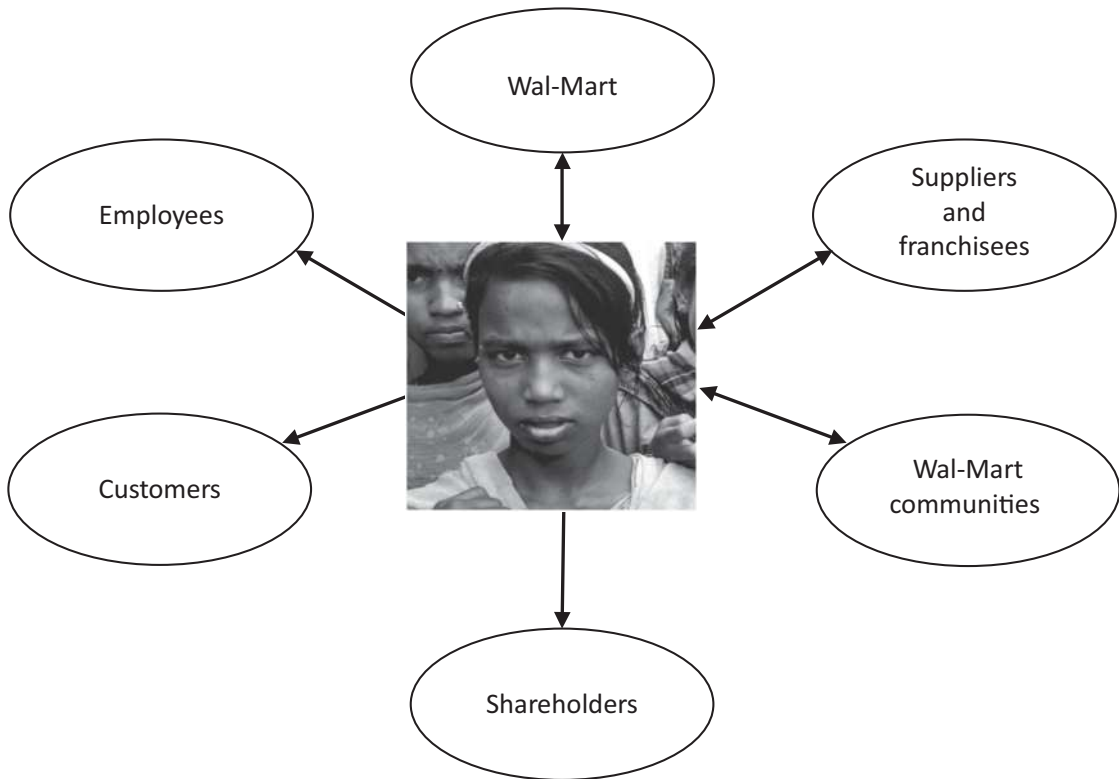 Wal-Mart
Employees
Suppliers
and
franchisees
Customers
Wal-Mart
communities
Shareholders